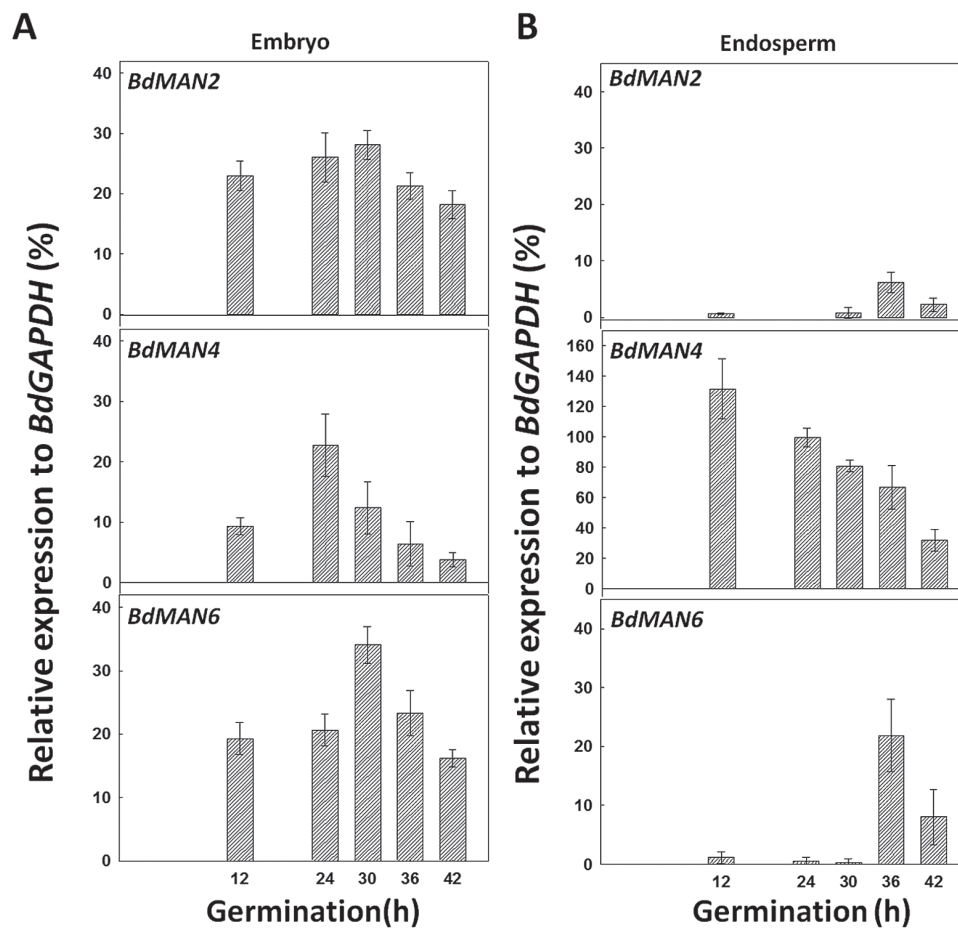 A
Embryo
Relative expression to BdGAPDH (%)
BdMAN2
40
30
20
10
0
BdMAN4
40
30
20
10
0
BdMAN6
40
30
20
10
0
12 24 30 36 42
Germination(h)
B
Endosperm
Relative expression to BdGAPDH (%)
BdMAN2
40
30
20
10
0
BdMAN4
160
140
120
100
80
60
40
20
0
BdMAN6
40
30
20
10
0
12 24 30 36 42
Germination (h)